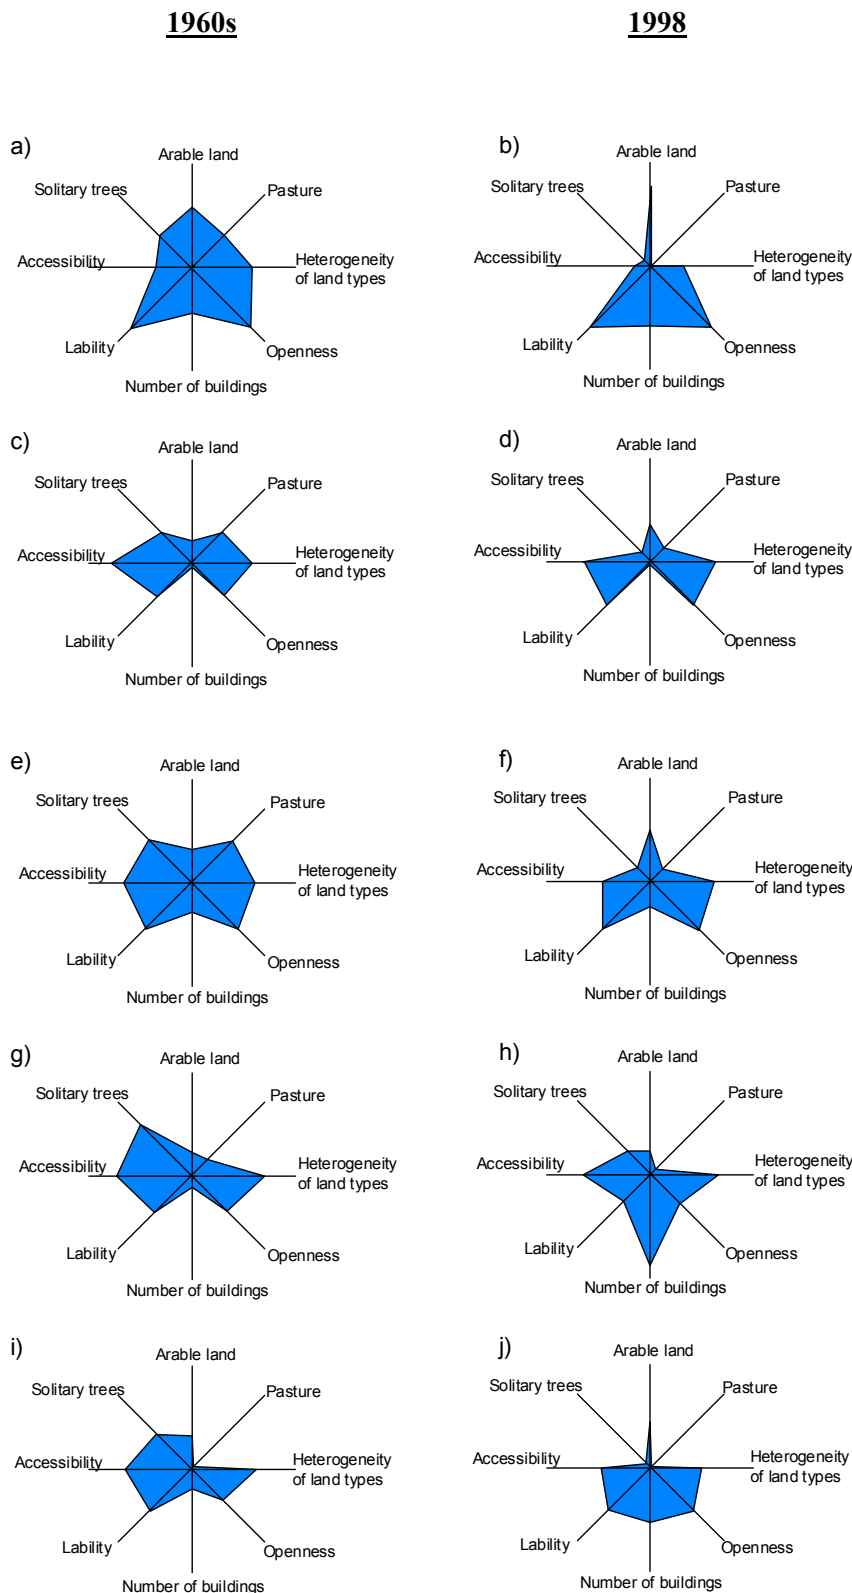 1960s
1998
a)
Arable land
Solitary trees
Pasture
Accessibility
Heterogeneity
of land types
Lability
Openness
Number of buildings
b)
Arable land
Solitary trees
Pasture
Accessibility
Heterogeneity
of land types
Lability
Openness
Number of buildings
c)
Arable land
Solitary trees
Pasture
Accessibility
Heterogeneity
of land types
Lability
Openness
Number of buildings
d)
Arable land
Solitary trees
Pasture
Accessibility
Heterogeneity
of land types
Lability
Openness
Number of buildings
e)
Arable land
Solitary trees
Pasture
Accessibility
Heterogeneity
of land types
Lability
Openness
Number of buildings
f)
Arable land
Solitary trees
Pasture
Accessibility
Heterogeneity
of land types
Lability
Openness
Number of buildings
g)
Arable land
Solitary trees
Pasture
Accessibility
Heterogeneity
of land types
Lability
Openness
Number of buildings
h)
Arable land
Solitary trees
Pasture
Accessibility
Heterogeneity
of land types
Lability
Openness
Number of buildings
i)
Arable land
Solitary trees
Pasture
Accessibility
Heterogeneity
of land types
Lability
Openness
Number of buildings
j)
Arable land
Solitary trees
Pasture
Accessibility
Heterogeneity
of land types
Lability
Openness
Number of buildings